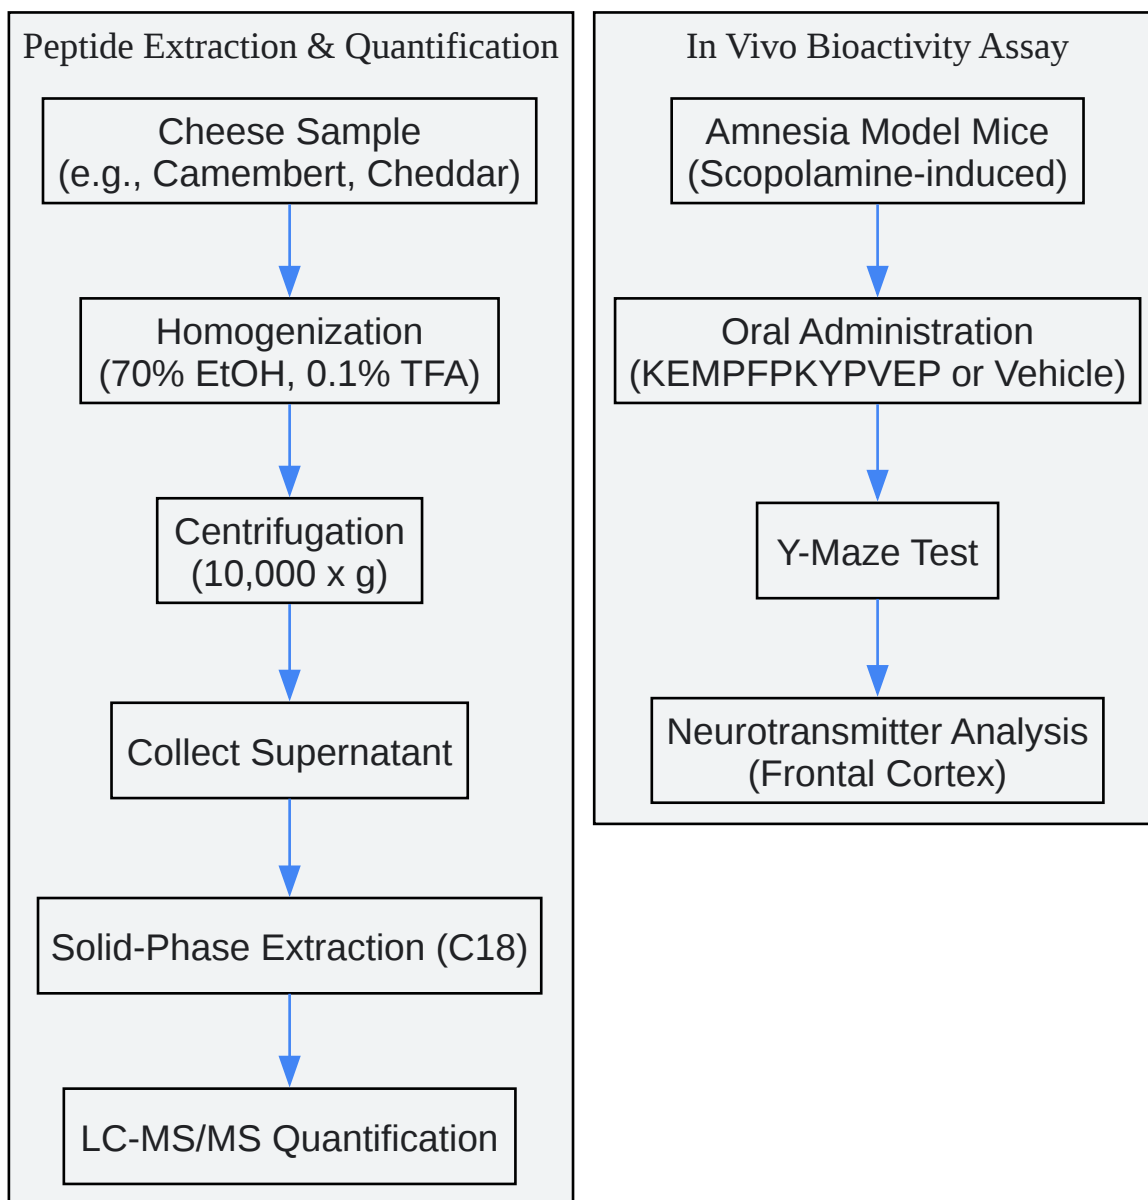 Peptide Extraction & Quantification
Cheese Sample
(e.g., Camembert, Cheddar)
Homogenization
(70% EtOH, 0.1% TFA)
Centrifugation
(10,000 x g)
Collect Supernatant
Solid-Phase Extraction (C18)
LC-MS/MS Quantification
In Vivo Bioactivity Assay
Amnesia Model Mice
(Scopolamine-induced)
Oral Administration
(KEMPFPKYPVEP or Vehicle)
Y-Maze Test
Neurotransmitter Analysis
(Frontal Cortex)